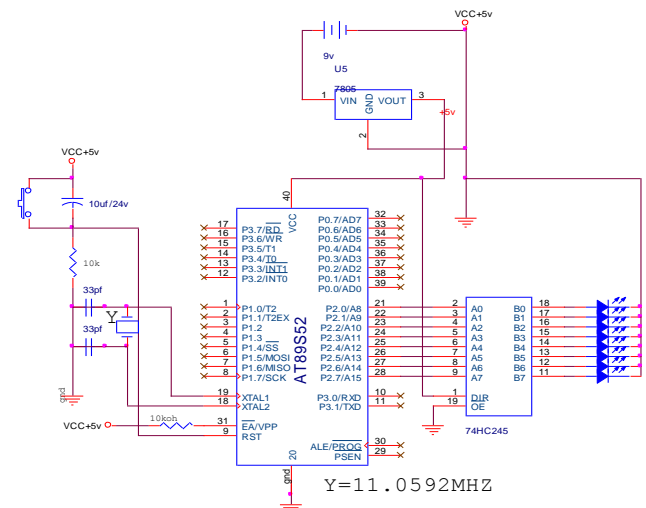 VCC+5v
9v
U5
7805
1 VIN GND VOUT 3
+5v
2
VCC+5v
10uf/24v
10k
33pf
Y
33pf
gnd
VCC+5v
10koh
40
VCC
17 P3.7/RD
16 P3.6/WR
15 P3.5/T1
14 P3.4/T0
13 P3.3/INT1
12 P3.2/INT0
1 P1.0/T2
2 P1.1/T2EX
3 P1.2
4 P1.3
5 P1.4/SS
6 P1.5/MOSI
7 P1.6/MISO
8 P1.7/SCK
19 XTAL1
18 XTAL2
31 EA/VPP
9 RST
AT89S52
P0.7/AD7 32
P0.6/AD6 33
P0.5/AD5 34
P0.4/AD4 35
P0.3/AD3 36
P0.2/AD2 37
P0.1/AD1 38
P0.0/AD0 39
P2.0/A8 21
P2.1/A9 22
P2.2/A10 23
P2.3/A11 24
P2.4/A12 25
P2.5/A13 26
P2.6/A14 27
P2.7/A15 28
P3.0/RXD 10
P3.1/TXD 11
ALE/PROG 30
PSEN 29
20
gnd
2 A0 B0 18
3 A1 B1 17
4 A2 B2 16
5 A3 B3 15
6 A4 B4 14
7 A5 B5 13
8 A6 B6 12
9 A7 B7 11
1 DIR
19 OE
74HC245
Y=11.0592MHZ